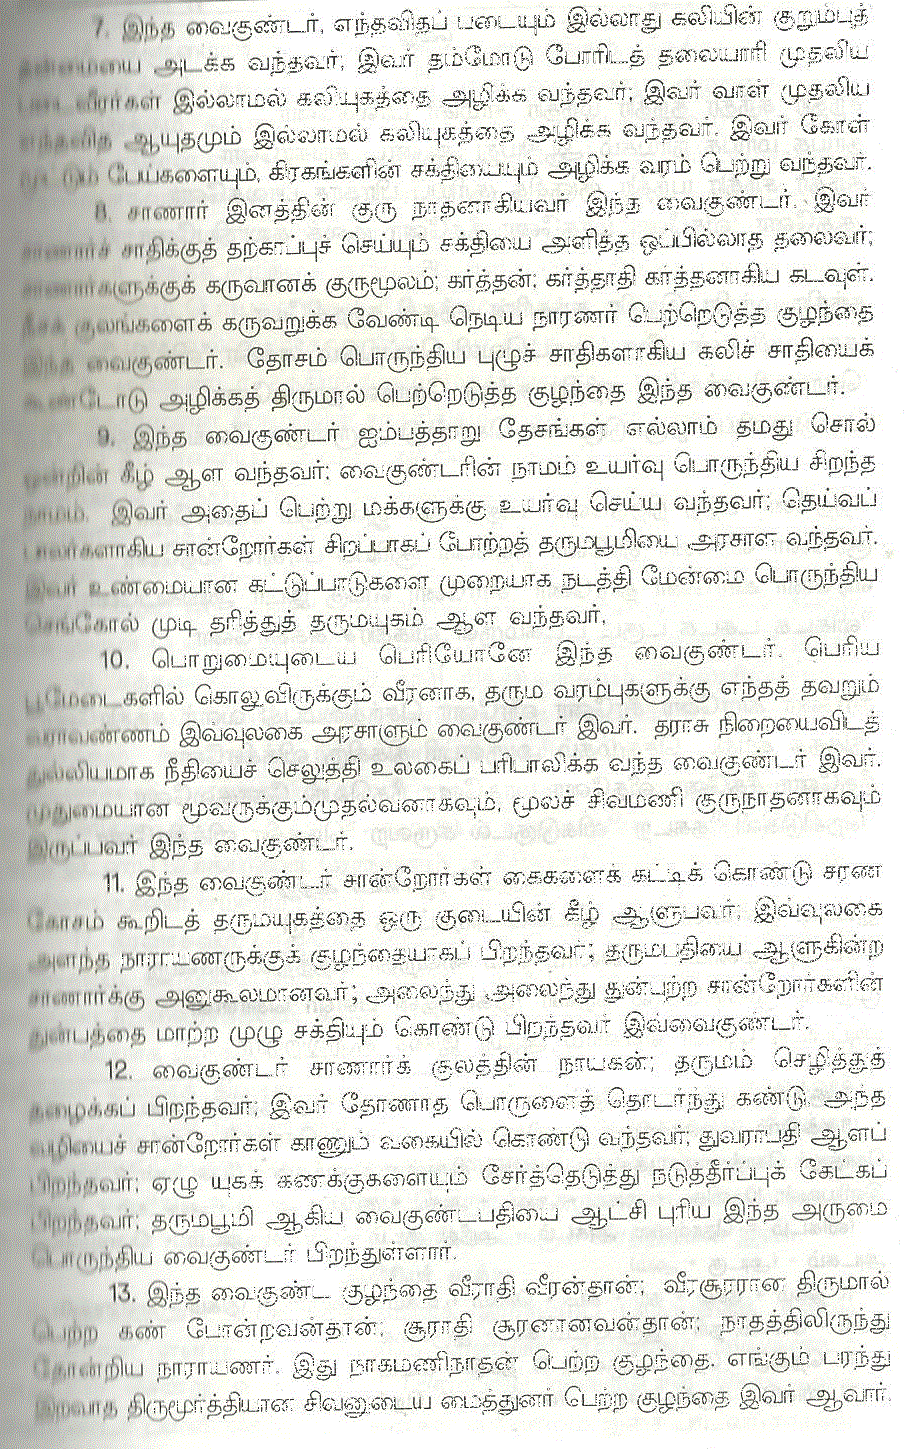 7. இந்த வைகுண்டர், எந்தவிதப் படையும் இல்லாது கலியின் குறும்புத்
தன்மையை அடக்க வந்தவர்; இவர் தம்மோடு போரிடத் தலையாரி முதலிய
படைவீரர்கள் இல்லாமல் கலியுகத்தை அழிக்க வந்தவர்; இவர் வாள் முதலிய
எந்தவித ஆயுதமும் இல்லாமல் கலியுகத்தை அழிக்க வந்தவர். இவர் கோள்
பேய்களையும், கிரகங்களின் சக்தியையும் அழிக்க வரம் பெற்று வந்தவர்.
8. சாணார் இனத்தின் குரு நாதனாகியவர் இந்த வைகுண்டர். இவர்
சாணார்ச் சாதிக்குத் தற்காப்புச் செய்யும் சக்தியை அளித்த ஒப்பில்லாத தலைவர்;
சாணார்களுக்குக் கருவானக் குருமூலம்; கர்த்தன்; கர்த்தாதி கர்த்தனாகிய கடவுள்.
நீசக் குலங்களைக் கருவறுக்க வேண்டி நெடிய நாரணர் பெற்றெடுத்த குழந்தை
இந்த வைகுண்டர். தோசம் பொருந்திய புழுச் சாதிகளாகிய கலிச் சாதியைக்
கூண்டோடு அழிக்கத் திருமால் பெற்றெடுத்த குழந்தை இந்த வைகுண்டர்.
9. இந்த வைகுண்டர் ஐம்பத்தாறு தேசங்கள் எல்லாம் தமது சொல்
ஒன்றின் கீழ் ஆள வந்தவர்; வைகுண்டரின் நாமம் உயர்வு பொருந்திய சிறந்த
நாமம். இவர் அதைப் பெற்று மக்களுக்கு உயர்வு செய்ய வந்தவர்; தெய்வப்
பாலர்களாகிய சான்றோர்கள் சிறப்பாகப் போற்றத் தருமபூமியை அரசாள வந்தவர்.
இவர் உண்மையான கட்டுப்பாடுகளை முறையாக நடத்தி மேன்மை பொருந்திய
செங்கோல் முடி தரித்துத் தருமயுகம் ஆள வந்தவர்,
10. பொறுமையுடைய பெரியோனே இந்த வைகுண்டர். பெரிய
பூமேடைகளில் கொலுவிருக்கும் வீரனாக, தரும வரம்புகளுக்கு எந்தத் தவறும்
வராவண்ணம் இவ்வுலகை அரசாளும் வைகுண்டர் இவர். தராசு நிறையைவிடத்
துல்லியமாக நீதியைச் செலுத்தி உலகைப் பரிபாலிக்க வந்த வைகுண்டர் இவர்.
முதுமையான மூவருக்கும்முதல்வனாகவும், மூலச் சிவமணி குருநாதனாகவும்
இருப்பவர் இந்த வைகுண்டர்.
11. இந்த வைகுண்டர் சான்றோர்கள் கைகளைக் கட்டிக் கொண்டு சரண
கோசம் கூறிடத் தருமயுகத்தை ஒரு குடையின் கீழ் ஆளுபவர்; இவ்வுலகை
அளந்த நாராயணருக்குக் குழந்தையாகப் பிறந்தவர்; தருமபதியை ஆளுகின்ற
சாணார்க்கு அனுகூலமானவர்; அலைந்து அலைந்து துன்புற்ற சான்றோர்களின்
துன்பத்தை மாற்ற முழு சக்தியும் கொண்டு பிறந்தவர் இவ்வைகுண்டர்.
12. வைகுண்டர் சாணார்க் குலத்தின் நாயகன்; தருமம் செழித்துத்
தழைக்கப் பிறந்தவர்; இவர் தோணாத பொருளைத் தொடர்ந்து கண்டு, அந்த
வழியைச் சான்றோர்கள் காணும் வகையில் கொண்டு வந்தவர்; துவராபதி ஆளப்
பிறந்தவர்; ஏழு யுகக் கணக்குகளையும் சேர்த்தெடுத்து நடுத்தீர்ப்புக் கேட்கப்
பிறந்தவர்; தருமபூமி ஆகிய வைகுண்டபதியை ஆட்சி புரிய இந்த அருமை
பொருந்திய வைகுண்டர் பிறந்துள்ளார்.
13. இந்த வைகுண்ட குழந்தை வீராதி வீரன்தான்; வீரசூரரான திருமால்
பெற்ற கண் போன்றவன்தான்; சூராதி சூரனானவன்தான்; நாதத்திலிருந்து
தோன்றிய நாராயணர். இது நாகமணிநாதன் பெற்ற குழந்தை. எங்கும் பரந்து
இறவாத திருமூர்த்தியான சிவனுடைய மைத்துனர் பெற்ற குழந்தை இவர் ஆவார்.